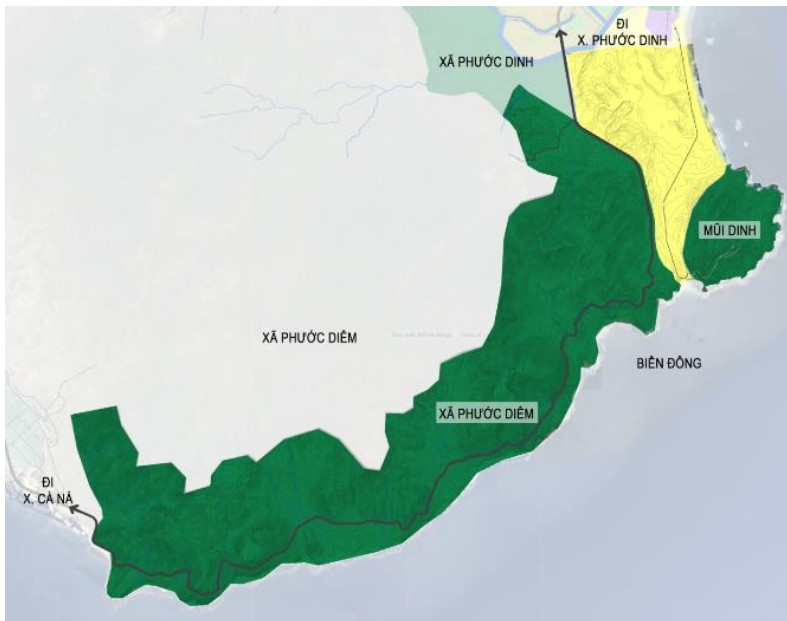 ĐI
X. PHƯỚC DINH
XÃ PHƯỚC DINH
MŨI DINH
XÃ PHƯỚC DIÊM
BIỂN ĐÔNG
XÃ PHƯỚC DIÊM
ĐI
X. CÀ NÁ